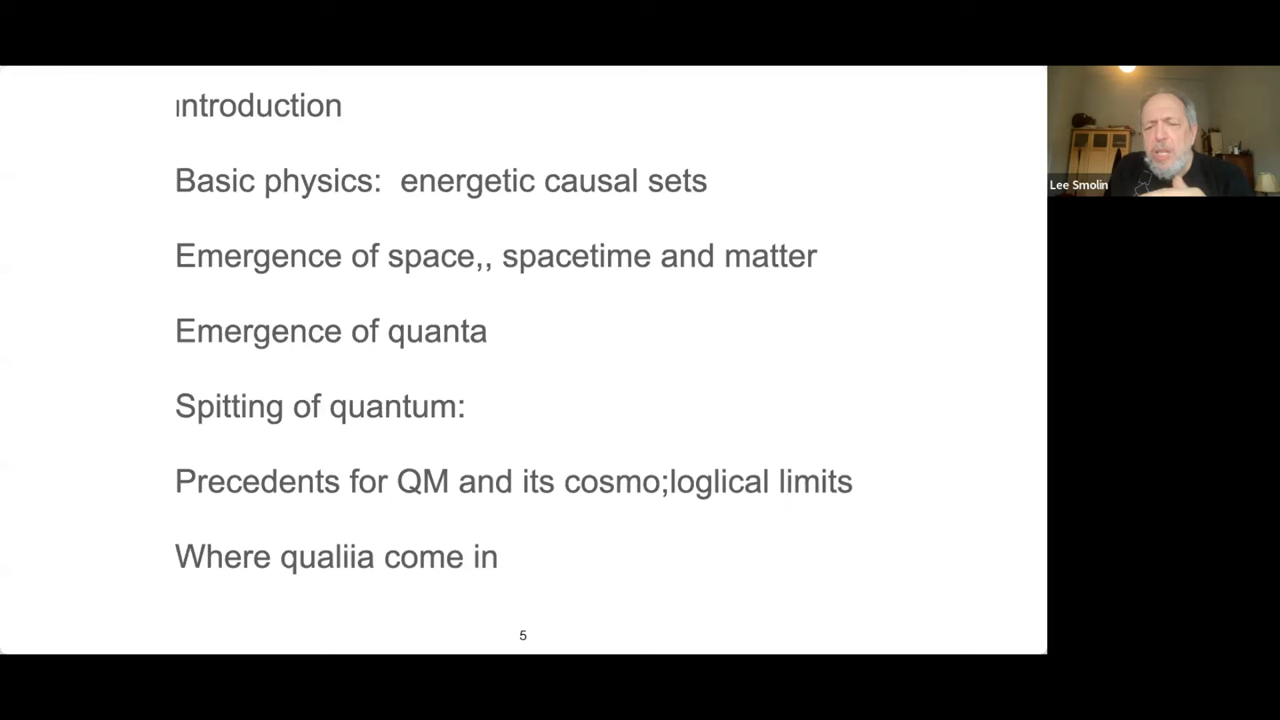 introduction
Basic physics:  energetic causal sets
Emergence of space,, spacetime and matter
Emergence of quanta
Spitting of quantum:
Precedents for QM and its cosmo;loglical limits
Where qualiia come in
5
Lee Smolin